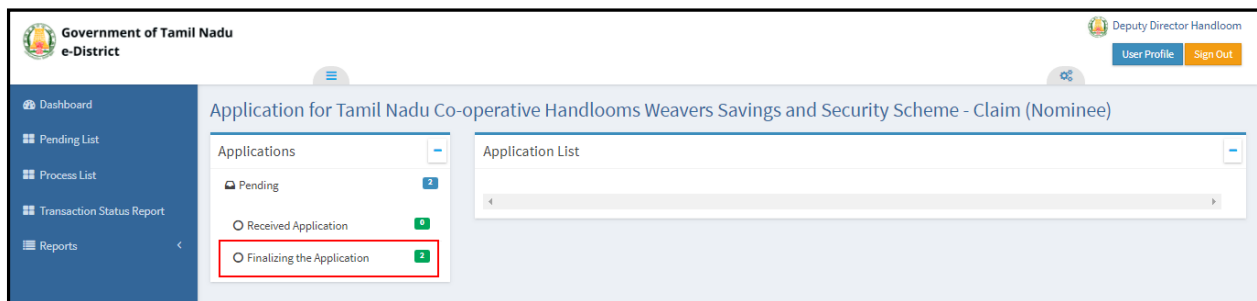 Government of Tamil Nadu
e-District
Deputy Director Handloom
User Profile
Sign Out
Dashboard
Pending List
Process List
Transaction Status Report
Reports
Application for Tamil Nadu Co-operative Handlooms Weavers Savings and Security Scheme - Claim (Nominee)
Applications
Pending 2
Received Application 0
Finalizing the Application 2
Application List